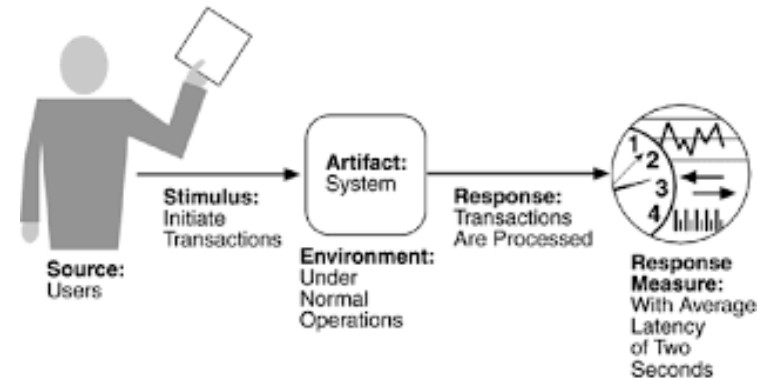 Source:
Users
Stimulus:
Initiate
Transactions
Artifact:
System
Environment:
Under
Normal
Operations
Response:
Transactions
Are Processed
1
2
3
4
Response
Measure:
With Average
Latency
of Two
Seconds